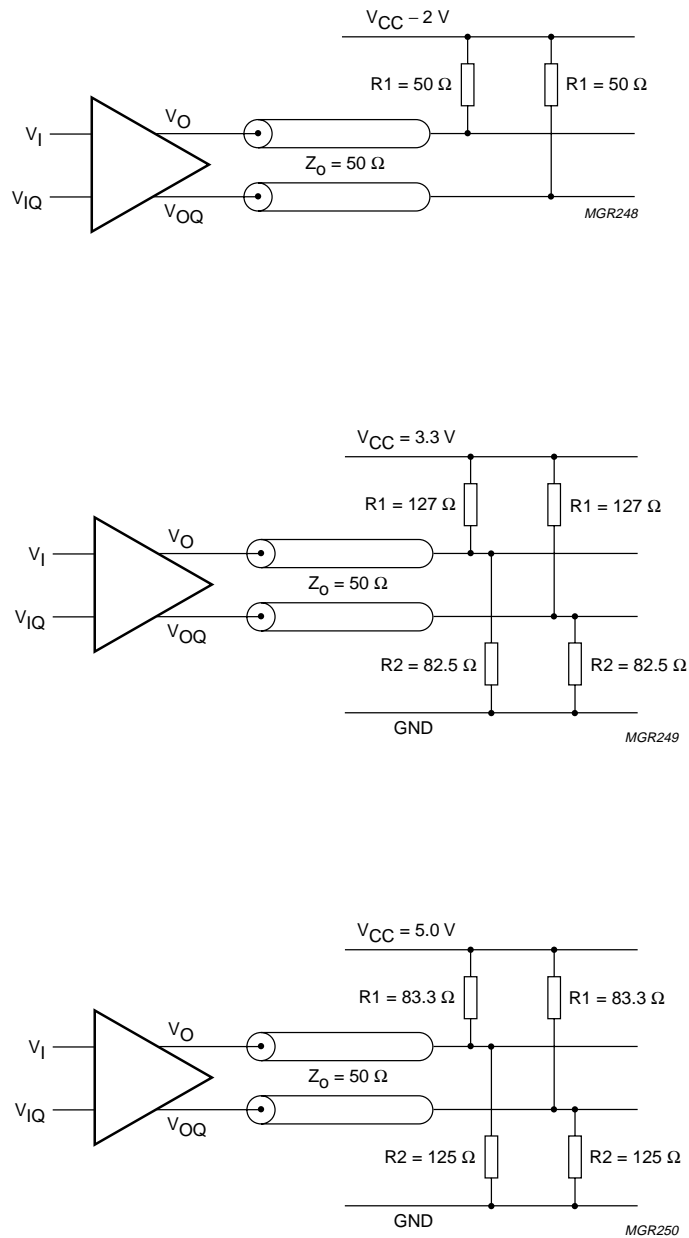 VCC – 2 V
R1 = 50 Ω R1 = 50 Ω
VO
VI
Zo = 50 Ω
VIQ
VOQ
MGR248
VCC = 3.3 V
R1 = 127 Ω R1 = 127 Ω
VO
VI
Zo = 50 Ω
VIQ
VOQ
R2 = 82.5 Ω R2 = 82.5 Ω
GND
MGR249
VCC = 5.0 V
R1 = 83.3 Ω R1 = 83.3 Ω
VO
VI
Zo = 50 Ω
VIQ
VOQ
R2 = 125 Ω R2 = 125 Ω
GND
MGR250